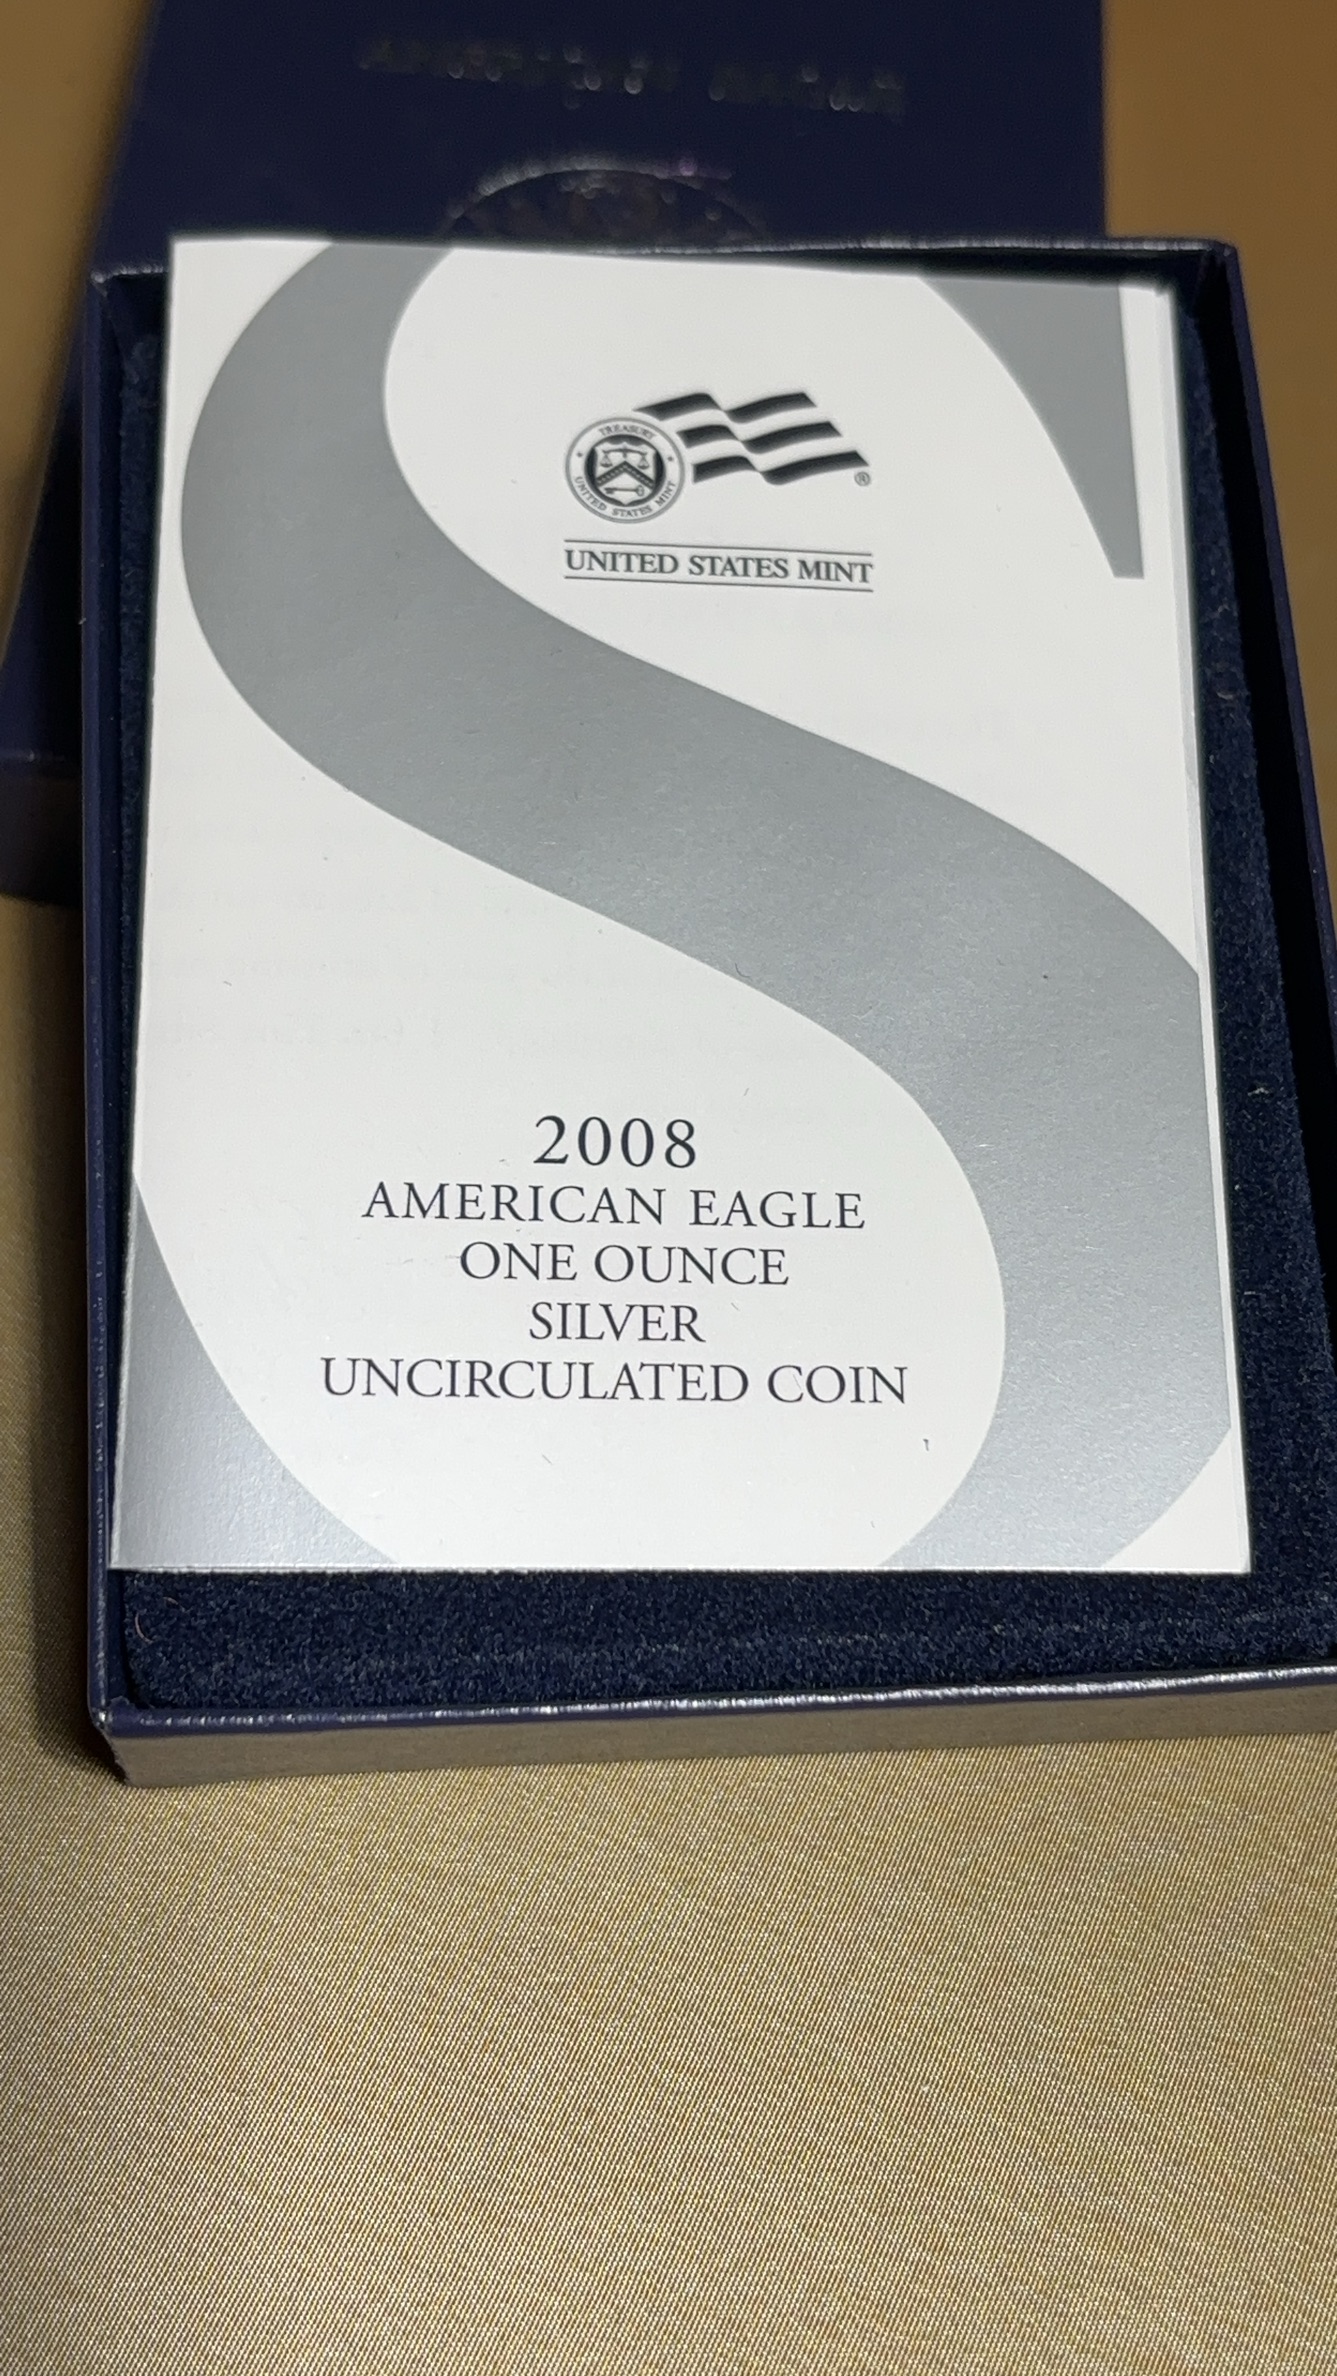 TREASURY
UNITED STATES MINT
®
UNITED STATES MINT
2008
AMERICAN EAGLE
ONE OUNCE
SILVER
UNCIRCULATED COIN